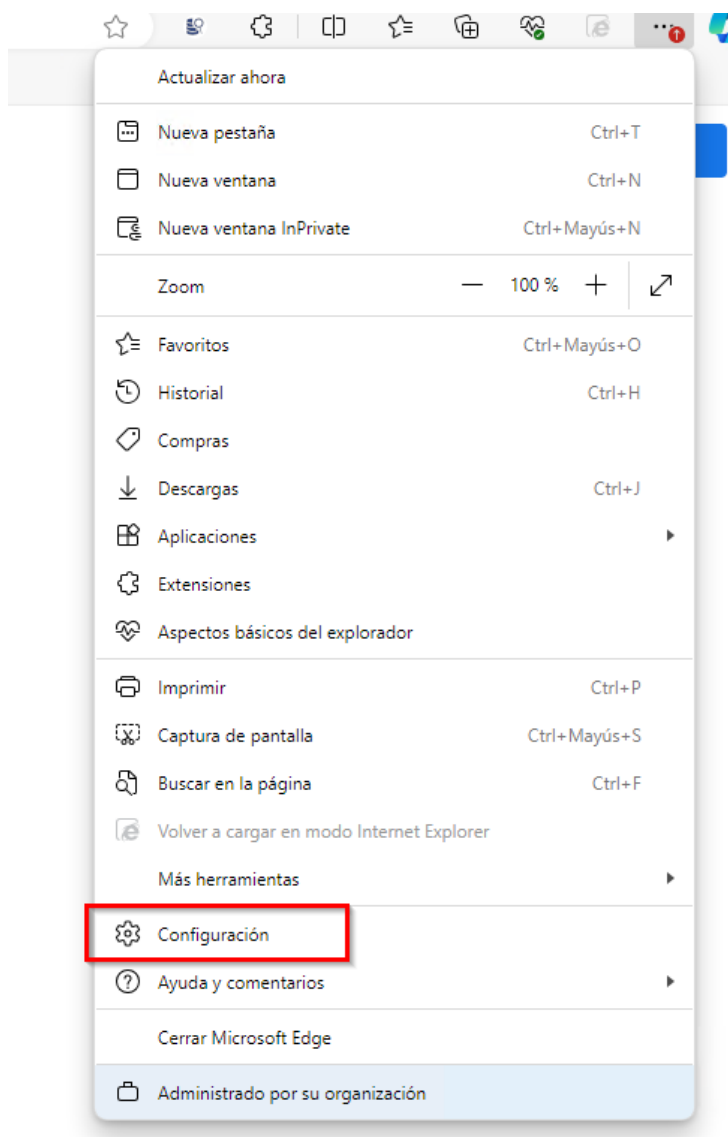 Actualizar ahora
Nueva pestaña Ctrl+T
Nueva ventana Ctrl+N
Nueva ventana InPrivate Ctrl+Mayús+N
Zoom — 100 % +
Favoritos Ctrl+Mayús+O
Historial Ctrl+H
Compras
Descargas Ctrl+J
Aplicaciones
Extensiones
Aspectos básicos del explorador
Imprimir Ctrl+P
Captura de pantalla Ctrl+Mayús+S
Buscar en la página Ctrl+F
Volver a cargar en modo Internet Explorer
Más herramientas
Configuración
Ayuda y comentarios
Cerrar Microsoft Edge
Administrado por su organización